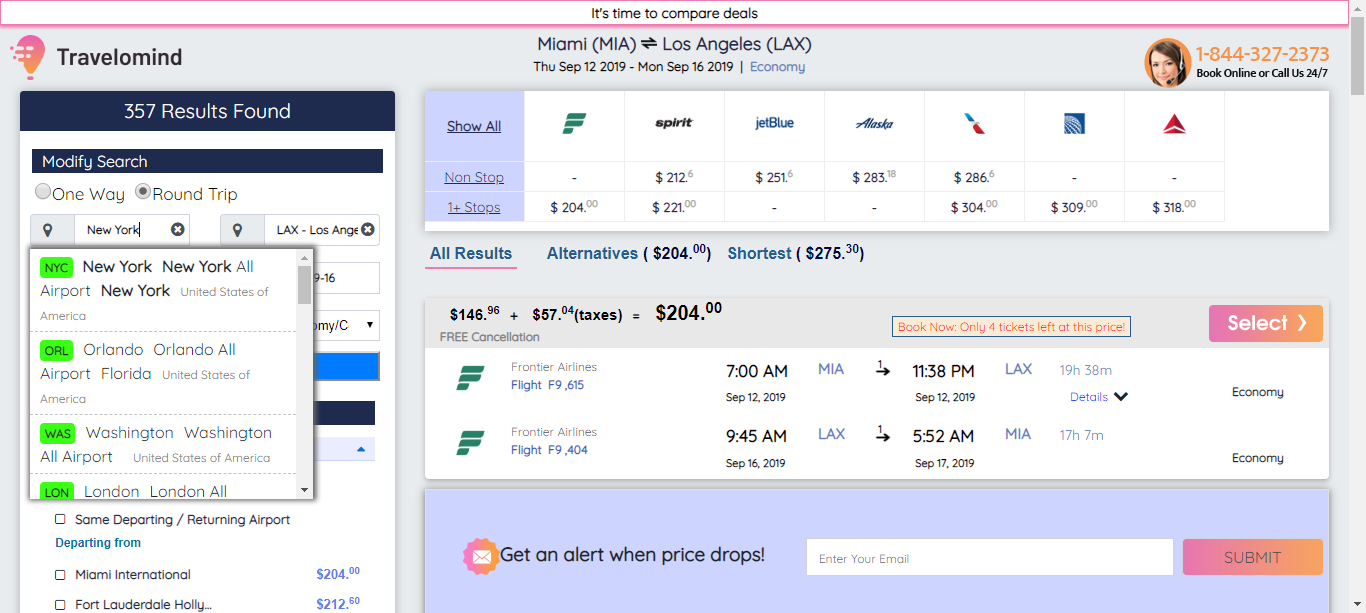 It's time to compare deals
Travelomind
Miami (MIA) ⇌ Los Angeles (LAX)
Thu Sep 12 2019 - Mon Sep 16 2019 | Economy
1-844-327-2373
Book Online or Call Us 24/7
357 Results Found
Modify Search
One Way Round Trip
New York LAX - Los Ange
NYC New York New York All
Airport New York United States of
America
ORL Orlando Orlando All
Airport Florida United States of
America
WAS Washington Washington
All Airport United States of America
LON London London All
9-16
omy/C
Same Departing / Returning Airport
Departing from
Miami International $204.00
Fort Lauderdale Holly... $212.60
Show All spirit jetBlue Alaska
Non Stop - $ 212.6 $ 251.6 $ 283.18 $ 286.6 - -
1+ Stops $ 204.00 $ 221.00 - - $ 304.00 $ 309.00 $ 318.00
All Results Alternatives ( $204.00) Shortest ( $275.30)
$146.96 + $57.04(taxes) = $204.00
FREE Cancellation
Book Now: Only 4 tickets left at this price!
Select ❯
Frontier Airlines
Flight F9 ,615
7:00 AM MIA 1 11:38 PM LAX 19h 38m
Sep 12, 2019 Sep 12, 2019 Details
Economy
Frontier Airlines
Flight F9 ,404
9:45 AM LAX 1 5:52 AM MIA 17h 7m
Sep 16, 2019 Sep 17, 2019
Economy
Get an alert when price drops! Enter Your Email SUBMIT